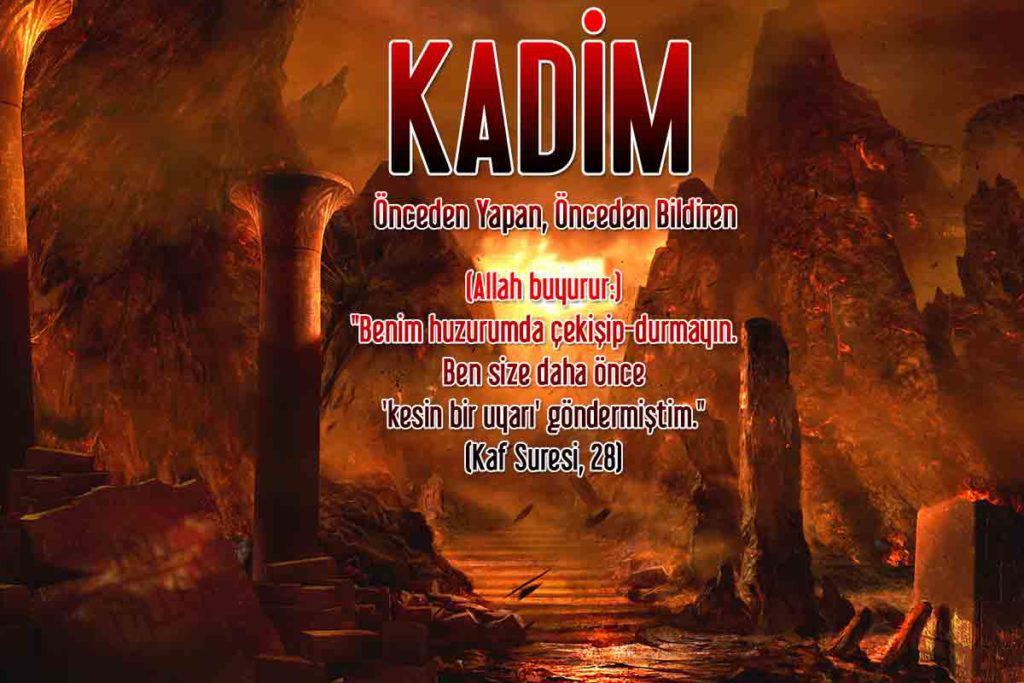 KADİM
Önceden Yapan, Önceden Bildiren
(Allah buyurur:)
"Benim huzurumda çekişip-durmayın.
Ben size daha önce
'kesin bir uyarı' göndermiştim."
(Kaf Suresi, 28)